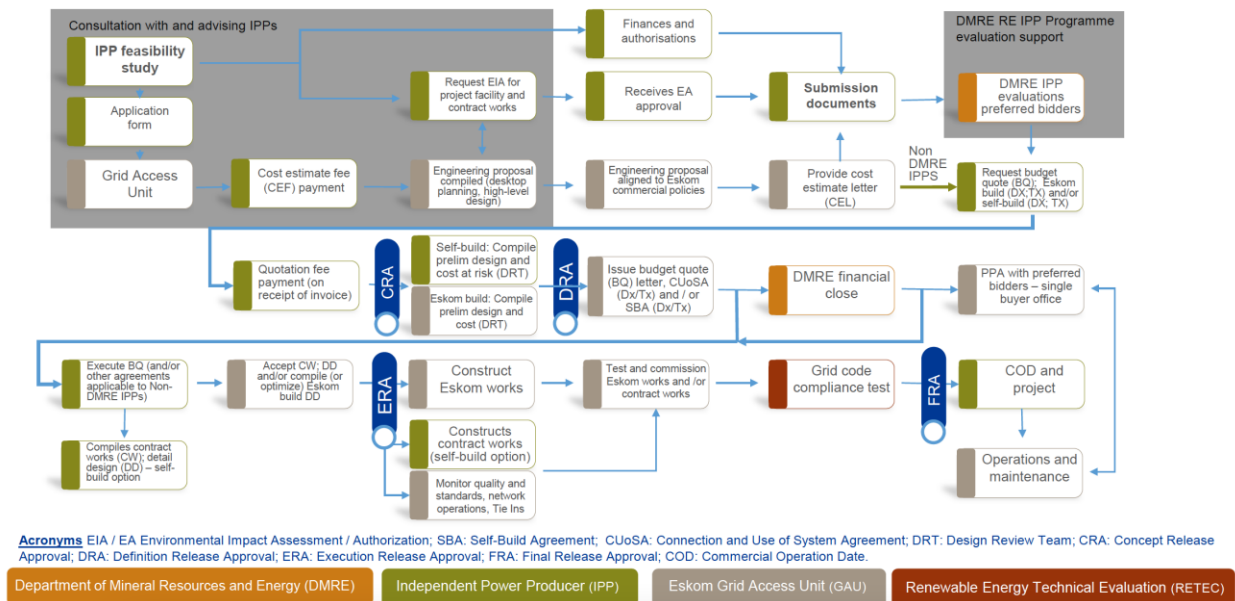 Consultation with and advising IPPs
IPP feasibility
study
Application
form
Grid Access
Unit
Cost estimate fee
(CEF) payment
Request EIA for
project facility and
contract works
Engineering proposal
compiled (desktop
planning, high-level
design)
Finances and
authorisations
Receives EA
approval
Engineering proposal
aligned to Eskom
commercial policies
Submission
documents
Provide cost
estimate letter
(CEL)
Non
DMRE
IPPS
DMRE RE IPP Programme
evaluation support
DMRE IPP
evaluations
preferred bidders
Request budget
quote (BQ); Eskom
build (DX;TX) and/or
self-build (DX; TX)
Quotation fee
payment (on
receipt of invoice)
CRA
Self-build: Compile
prelim design and
cost at risk (DRT)
Eskom build: Compile
prelim design and
cost (DRT)
DRA
Issue budget quote
(BQ) letter, CUoSA
(Dx/Tx) and / or
SBA (Dx/Tx)
DMRE financial
close
PPA with preferred
bidders – single
buyer office
Execute BQ (and/or
other agreements
applicable to Non-
DMRE IPPs)
Accept CW; DD
and/or compile (or
optimize) Eskom
build DD
ERA
Construct
Eskom works
Test and commission
Eskom works and /or
contract works
Grid code
compliance test
FRA
COD and
project
Compiles contract
works (CW); detail
design (DD) – self-
build option
Constructs
contract works
(self-build option)
Monitor quality and
standards, network
operations, Tie Ins
Operations and
maintenance
Acronyms EIA / EA Environmental Impact Assessment / Authorization; SBA: Self-Build Agreement; CUoSA: Connection and Use of System Agreement; DRT: Design Review Team; CRA: Concept Release
Approval; DRA: Definition Release Approval; ERA: Execution Release Approval; FRA: Final Release Approval; COD: Commercial Operation Date.
Department of Mineral Resources and Energy (DMRE)
Independent Power Producer (IPP)
Eskom Grid Access Unit (GAU)
Renewable Energy Technical Evaluation (RETEC)